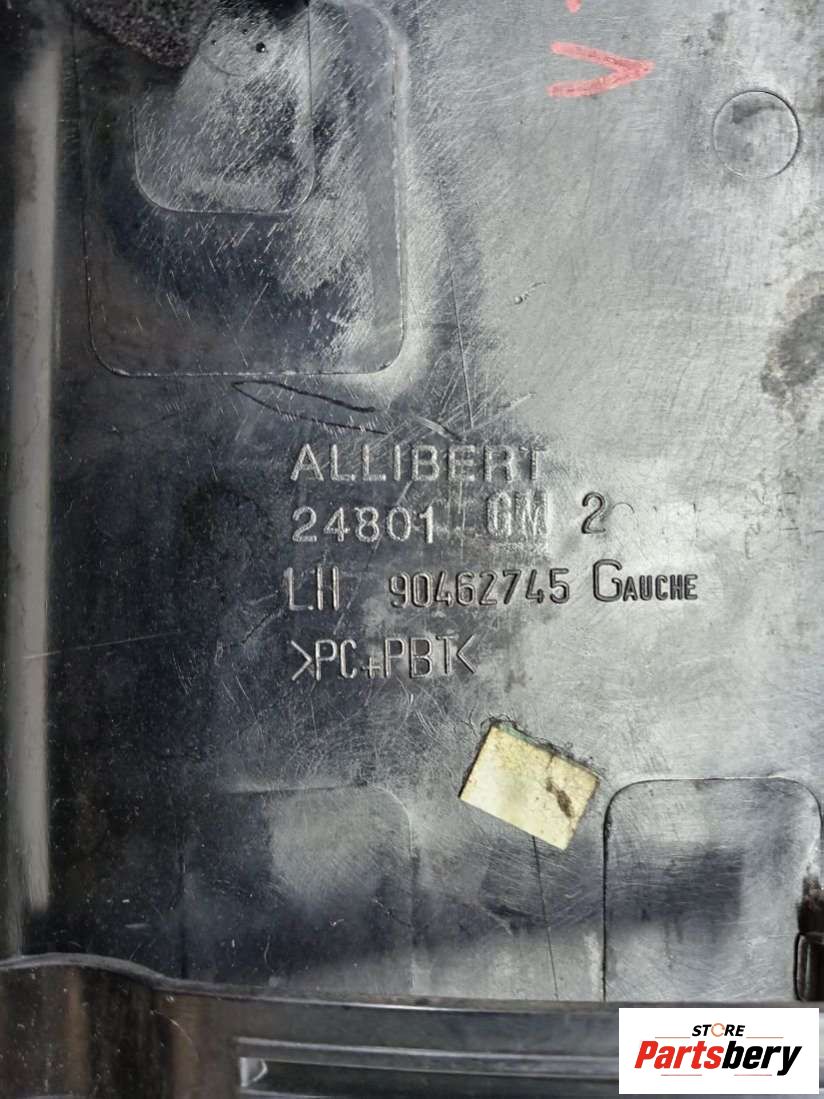 ALLIBERT
24801 GM 2
LH 90462745 GAUCHE
>PC+PBT<
STORE
Partsbery